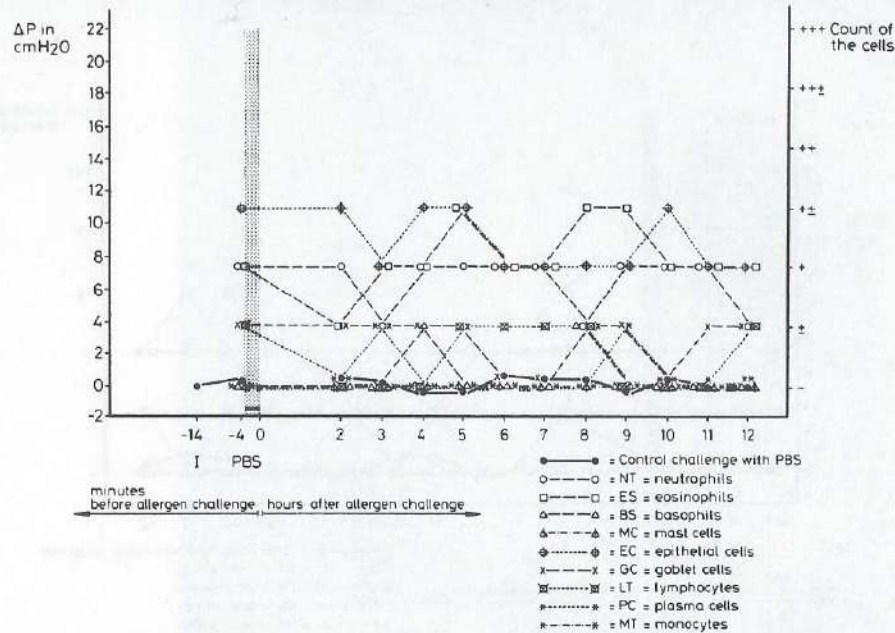 ΔP in
cmH2O
22
20
18
16
14
12
10
8
6
4
2
0
-2
+++ Count of
the cells
++±
++
+±
+
±
-
-14 -4 0 2 3 4 5 6 7 8 9 10 11 12
I PBS
minutes
before allergen challenge hours after allergen challenge
= Control challenge with PBS
= NT = neutrophils
= ES = eosinophils
= BS = basophils
= MC = mast cells
= EC = epithelial cells
= GC = goblet cells
= LT = lymphocytes
= PC = plasma cells
= MT = monocytes